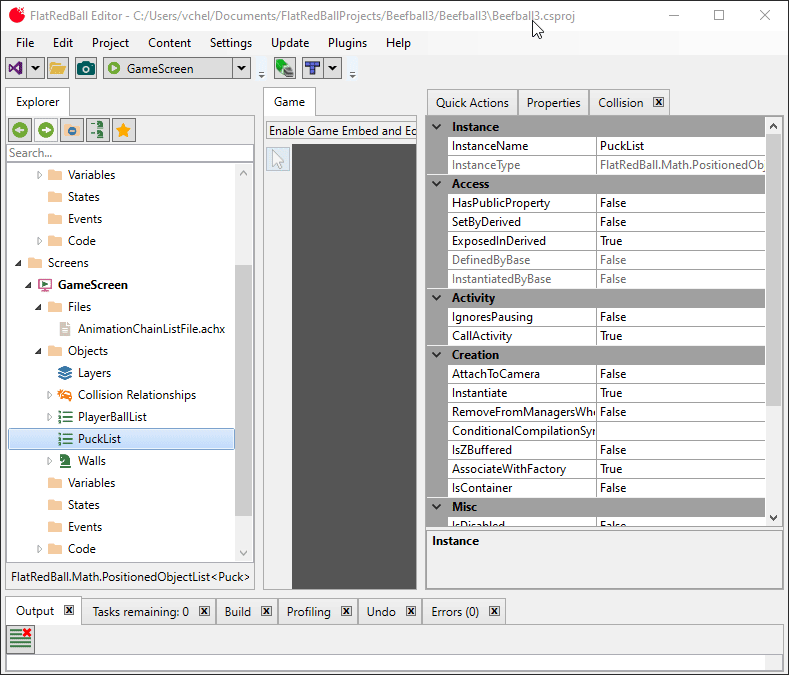 FlatRedBall Editor - C:/Users/vchel/Documents/FlatRedBallProjects/Beefball3/Beefball3\Beefball3.csproj
File Edit Project Content Settings Update Plugins Help
GameScreen
Explorer
Search...
Variables
States
Events
Code
Screens
GameScreen
Files
AnimationChainListFile.achx
Objects
Layers
Collision Relationships
PlayerBallList
PuckList
Walls
Variables
States
Events
Code
FlatRedBall.Math.PositionedObjectList<Puck>
Game
Enable Game Embed and Ec
Quick Actions Properties Collision
Instance
InstanceName PuckList
InstanceType FlatRedBall.Math.PositionedObj
Access
HasPublicProperty False
SetByDerived False
ExposedInDerived True
DefinedByBase False
InstantiatedByBase False
Activity
IgnoresPausing False
CallActivity True
Creation
AttachToCamera False
Instantiate True
RemoveFromManagersWhe False
ConditionalCompilationSyr
IsZBuffered False
AssociateWithFactory True
IsContainer False
Misc
IsDisabled False
Instance
Output Tasks remaining: 0 Build Profiling Undo Errors (0)